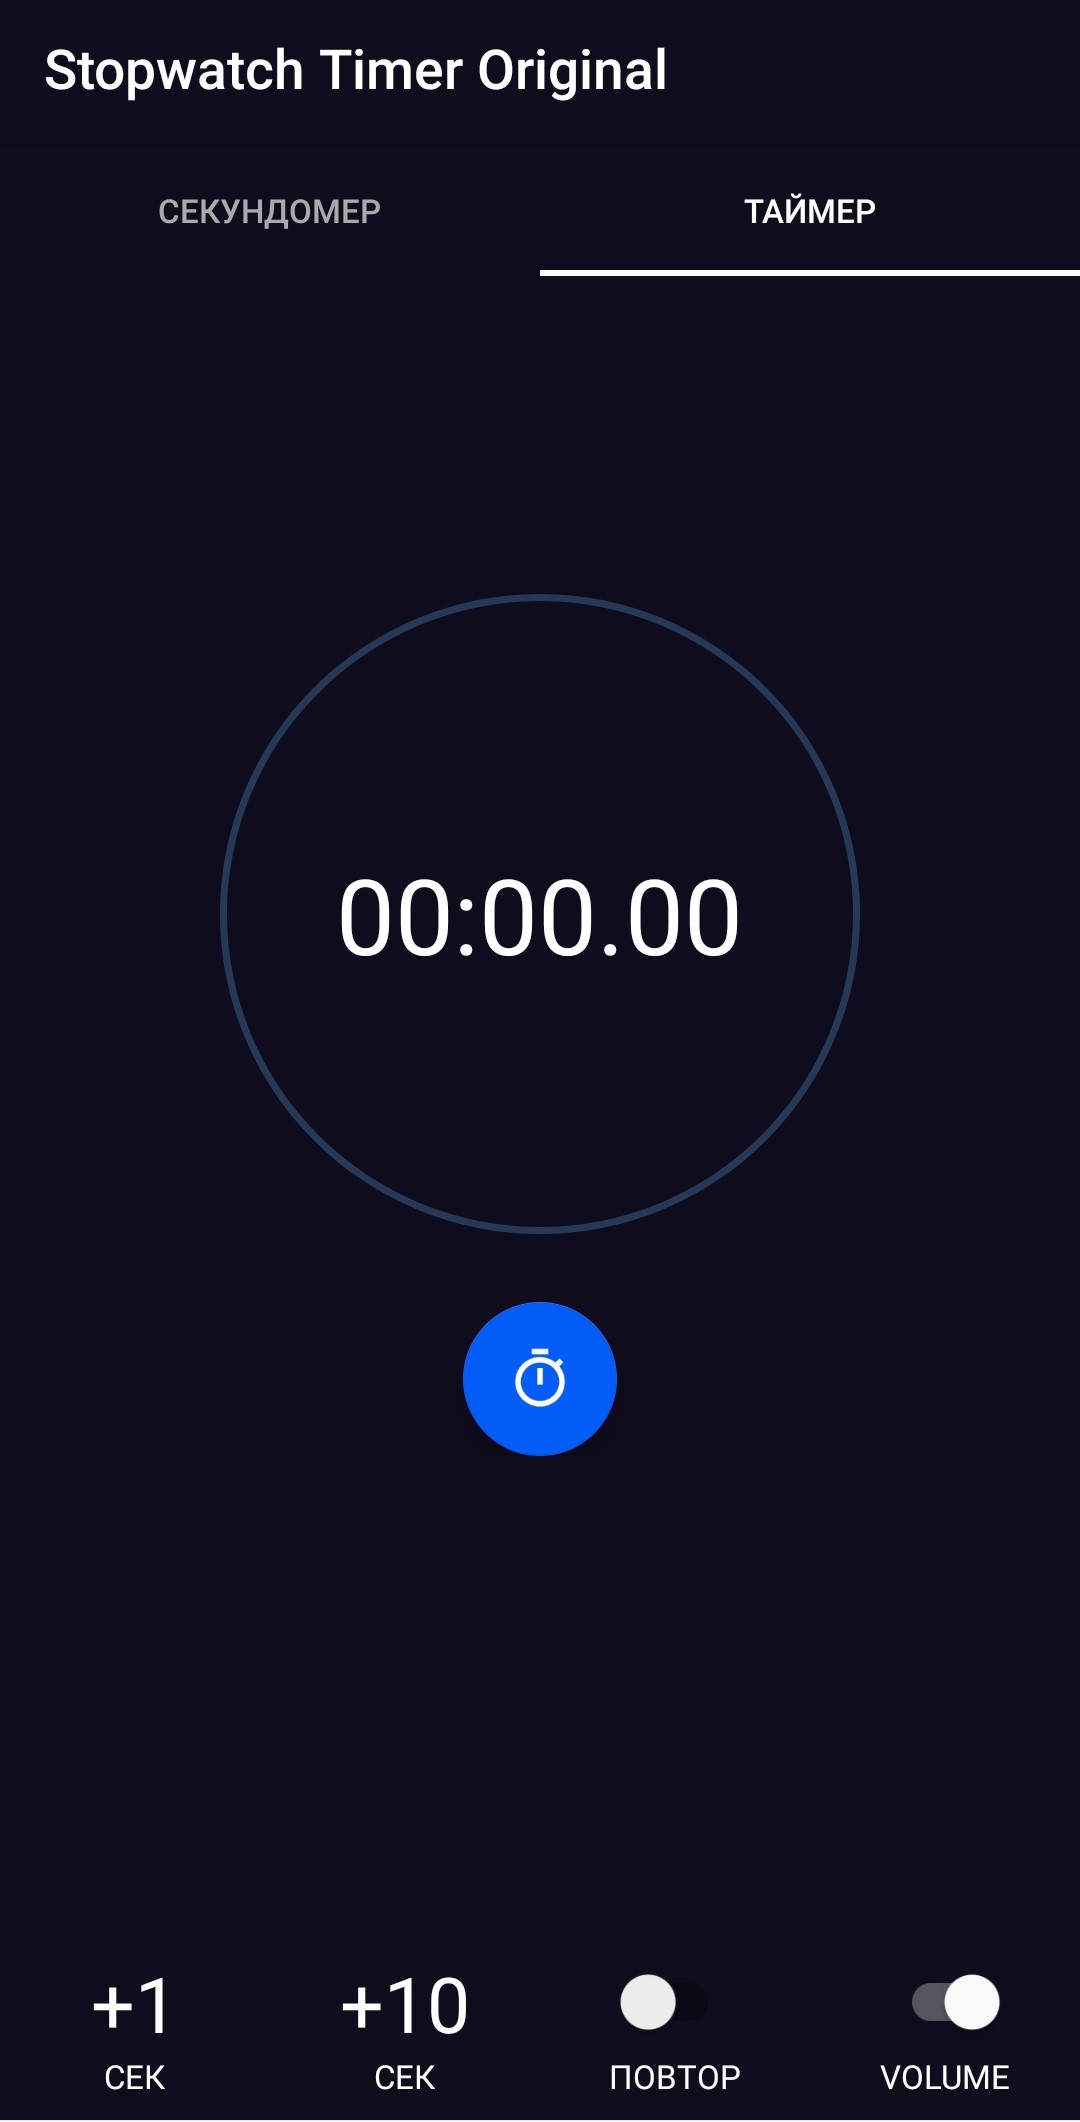 Stopwatch Timer Original
СЕКУНДОМЕР ТАЙМЕР
00:00.00
+1 +10
СЕК СЕК ПОВТОР VOLUME